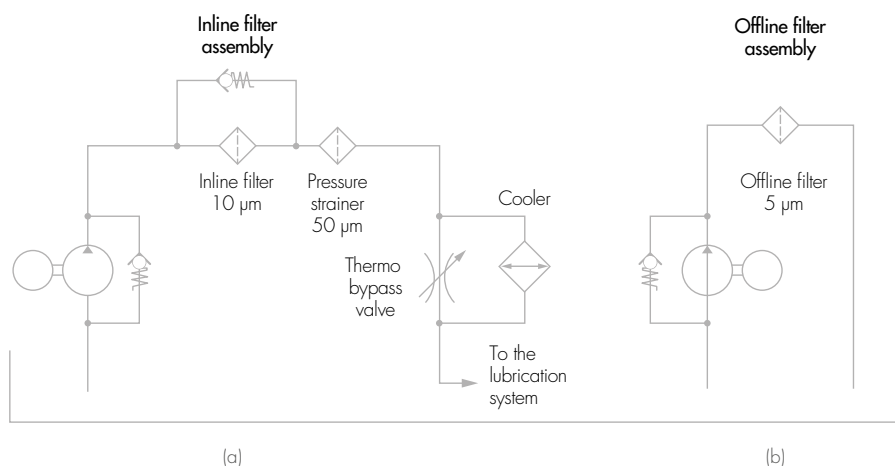 Inline filter
assembly
Offline filter
assembly
Inline filter
10 µm
Pressure
strainer
50 µm
Cooler
Offline filter
5 µm
Thermo
bypass
valve
To the
lubrication
system
(a)
(b)